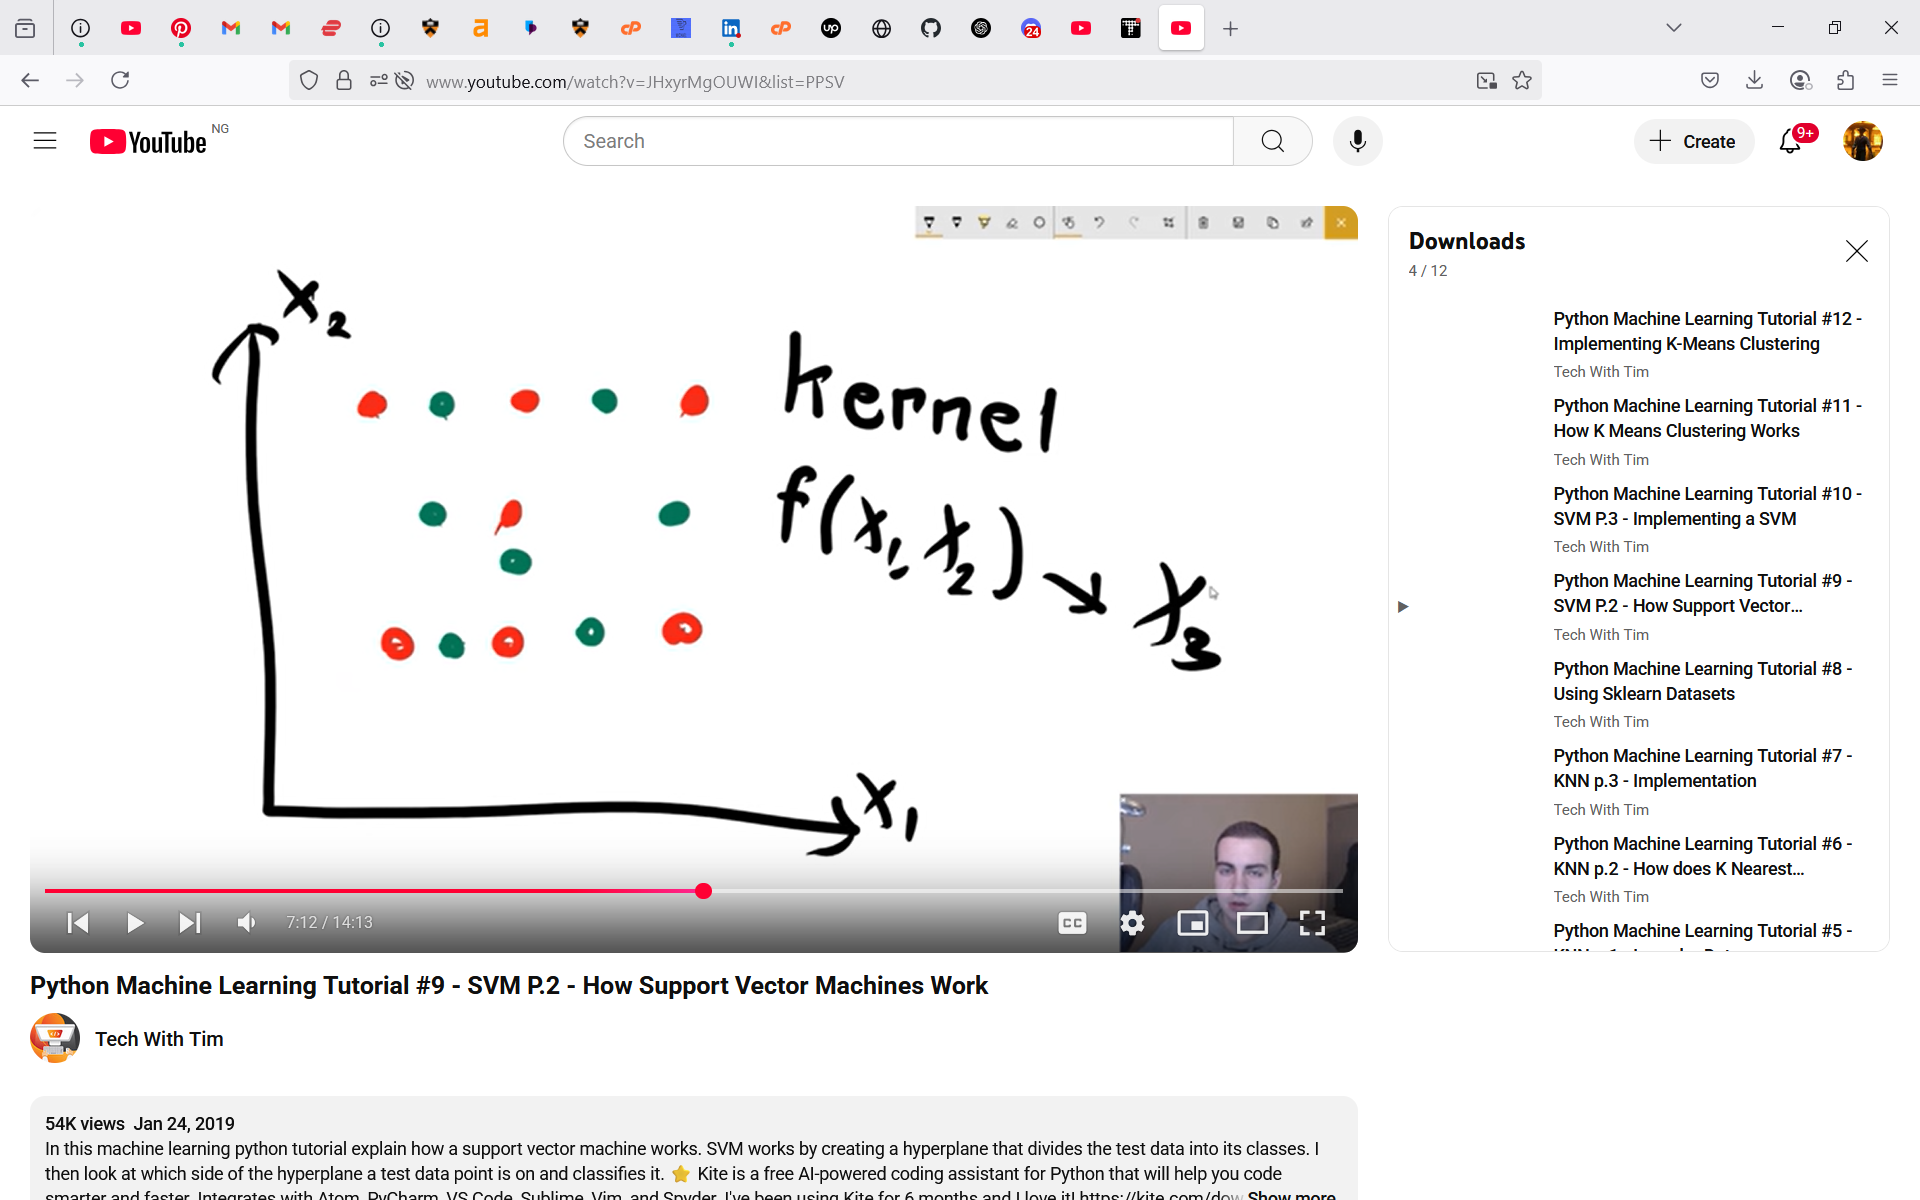 24
www.youtube.com/watch?v=JHxyrMgOUWI&list=PPSV
YouTube NG
Search
Create
9+
x2
kernel
f(x1, x2) → x3
x1
7:12 / 14:13
CC
Downloads
4 / 12
Python Machine Learning Tutorial #12 -
Implementing K-Means Clustering
Tech With Tim
Python Machine Learning Tutorial #11 -
How K Means Clustering Works
Tech With Tim
Python Machine Learning Tutorial #10 -
SVM P.3 - Implementing a SVM
Tech With Tim
Python Machine Learning Tutorial #9 -
SVM P.2 - How Support Vector...
Tech With Tim
Python Machine Learning Tutorial #8 -
Using Sklearn Datasets
Tech With Tim
Python Machine Learning Tutorial #7 -
KNN p.3 - Implementation
Tech With Tim
Python Machine Learning Tutorial #6 -
KNN p.2 - How does K Nearest...
Tech With Tim
Python Machine Learning Tutorial #5 -
Python Machine Learning Tutorial #9 - SVM P.2 - How Support Vector Machines Work
Tech With Tim
54K views Jan 24, 2019
In this machine learning python tutorial explain how a support vector machine works. SVM works by creating a hyperplane that divides the test data into its classes. I
then look at which side of the hyperplane a test data point is on and classifies it. ⭐ Kite is a free AI-powered coding assistant for Python that will help you code
smarter and faster. Integrates with Atom, PyCharm, VS Code, Sublime, Vim, and Spyder. I've been using Kite for 6 months and I love it! https://kite.com/dow Show more